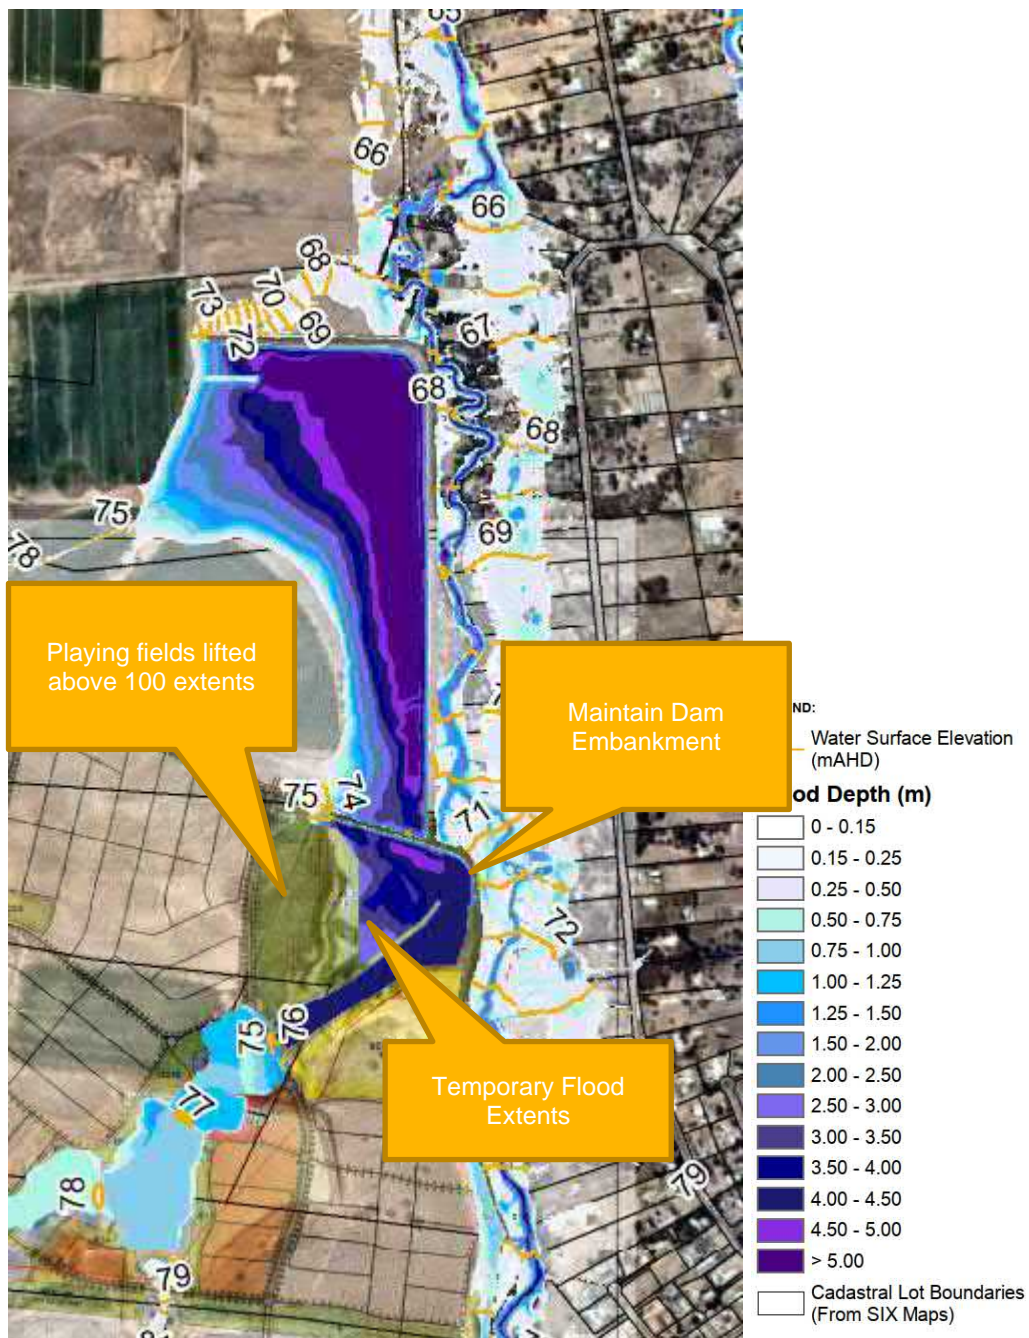 65
66
66
68
73
70
72
69
67
68
68
75
78
69
Playing fields lifted
above 100 extents
Maintain Dam
Embankment
ND:
Water Surface Elevation
(mAHD)
od Depth (m)
0 - 0.15
0.15 - 0.25
0.25 - 0.50
0.50 - 0.75
0.75 - 1.00
1.00 - 1.25
1.25 - 1.50
1.50 - 2.00
2.00 - 2.50
2.50 - 3.00
3.00 - 3.50
3.50 - 4.00
4.00 - 4.50
4.50 - 5.00
> 5.00
Cadastral Lot Boundaries
(From SIX Maps)
75
74
71
72
75
76
Temporary Flood
Extents
77
78
79
79